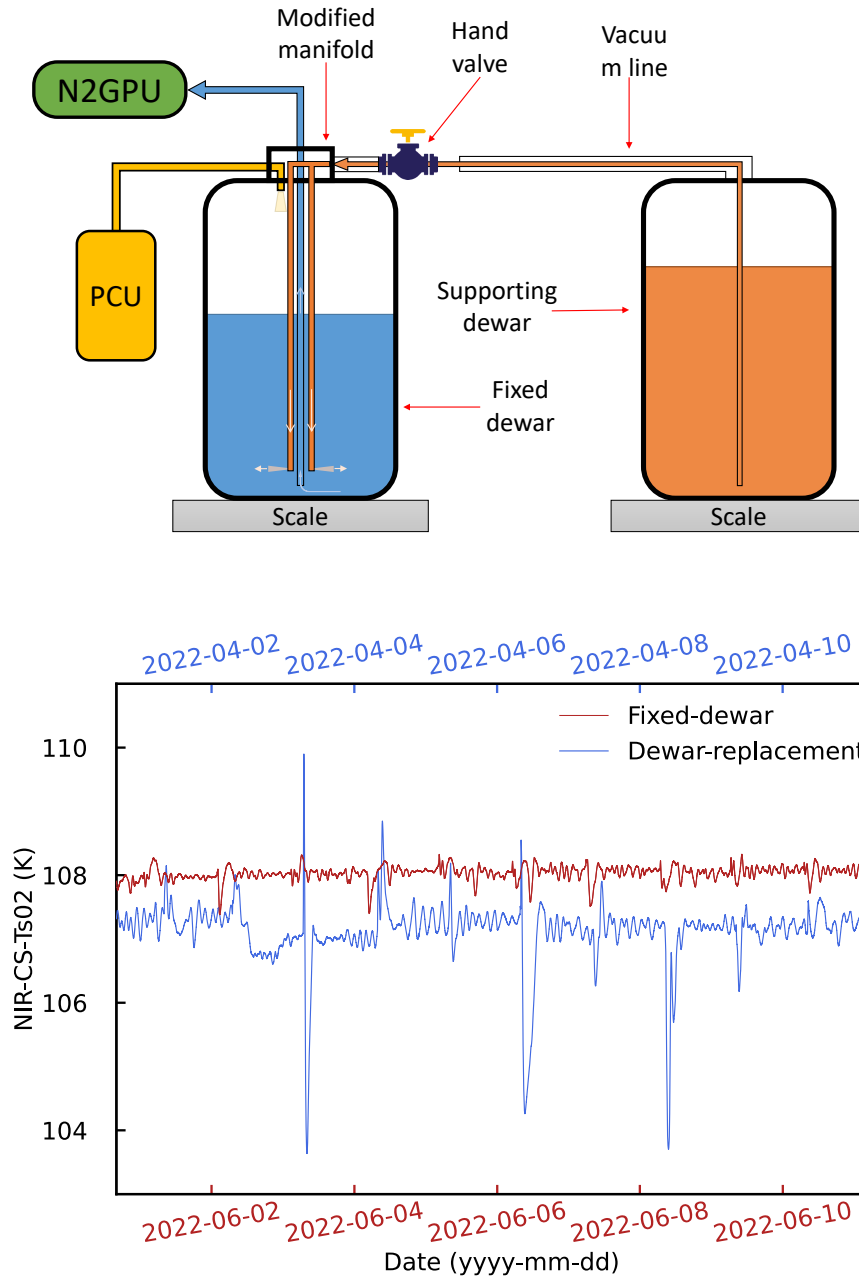 Modified
manifold
Hand
valve
Vacuu
m line
N2GPU
PCU
Supporting
dewar
Fixed
dewar
Scale
Scale
2022-04-02
2022-04-04
2022-04-06
2022-04-08
2022-04-10
Fixed-dewar
Dewar-replacement
110
108
106
104
NIR-CS-Ts02 (K)
2022-06-02
2022-06-04
2022-06-06
2022-06-08
2022-06-10
Date (yyyy-mm-dd)